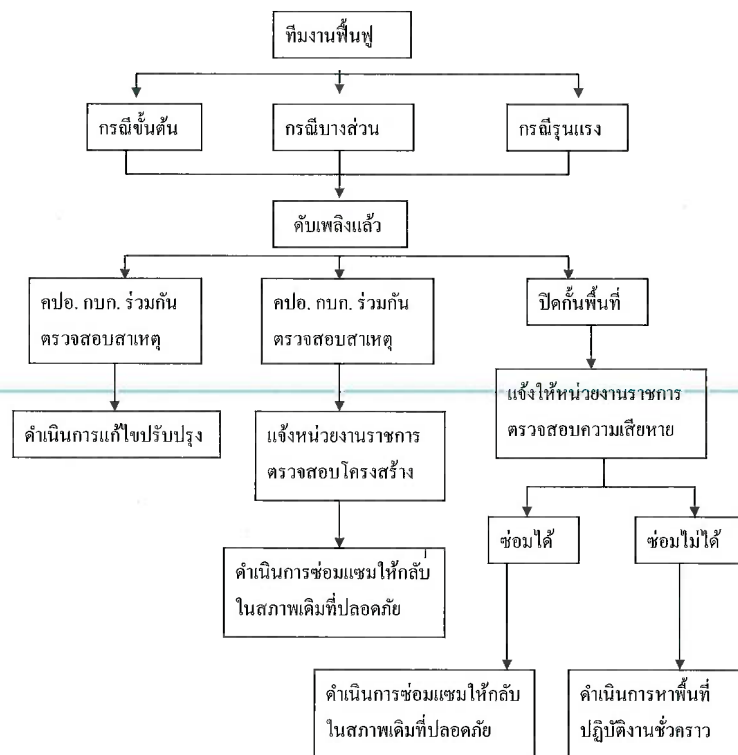 ทีมงานฟื้นฟู
กรณีขั้นต้น
กรณีบางส่วน
กรณีรุนแรง
ดับเพลิงแล้ว
คปอ. กบก. ร่วมกัน
ตรวจสอบสาเหตุ
คปอ. กบก. ร่วมกัน
ตรวจสอบสาเหตุ
ปิดกั้นพื้นที่
ดำเนินการแก้ไขปรับปรุง
แจ้งหน่วยงานราชการ
ตรวจสอบโครงสร้าง
แจ้งให้หน่วยงานราชการ
ตรวจสอบความเสียหาย
ซ่อมได้
ซ่อมไม่ได้
ดำเนินการซ่อมแซมให้กลับ
ในสภาพเดิมที่ปลอดภัย
ดำเนินการซ่อมแซมให้กลับ
ในสภาพเดิมที่ปลอดภัย
ดำเนินการหาพื้นที่
ปฏิบัติงานชั่วคราว